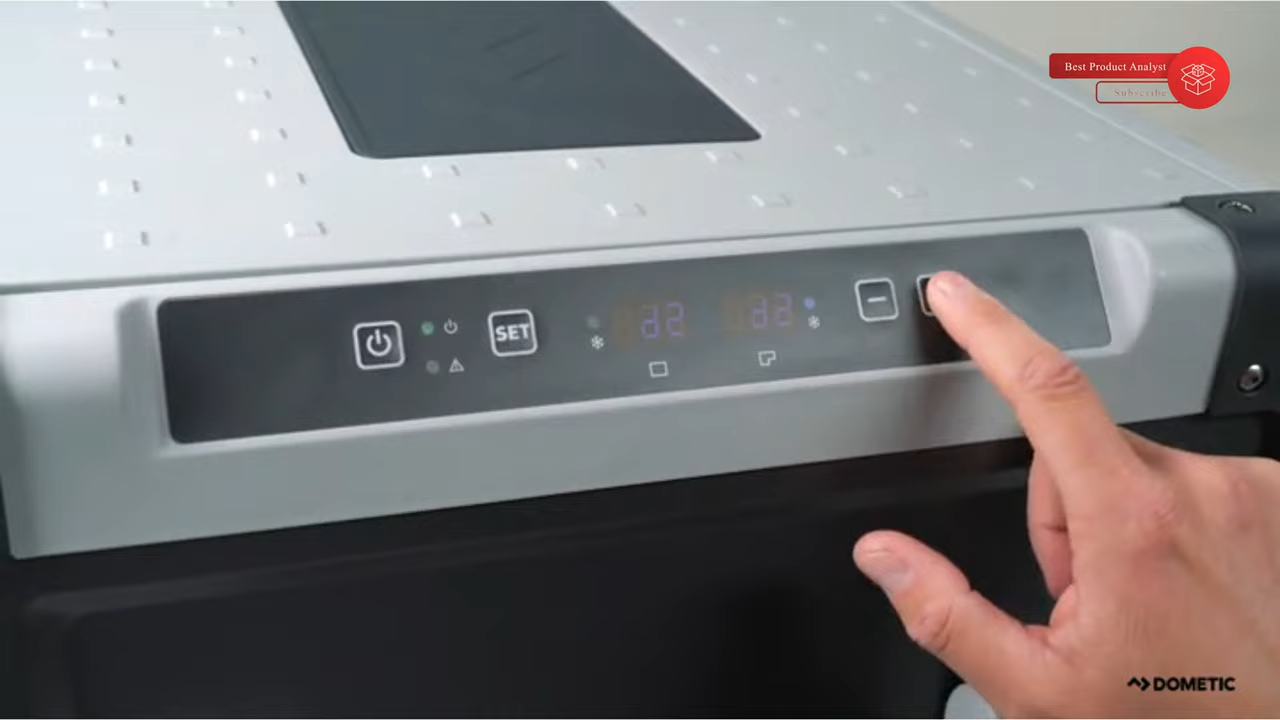 Best Product Analyst
Subscribe
SET
d2 d2
DOMETIC